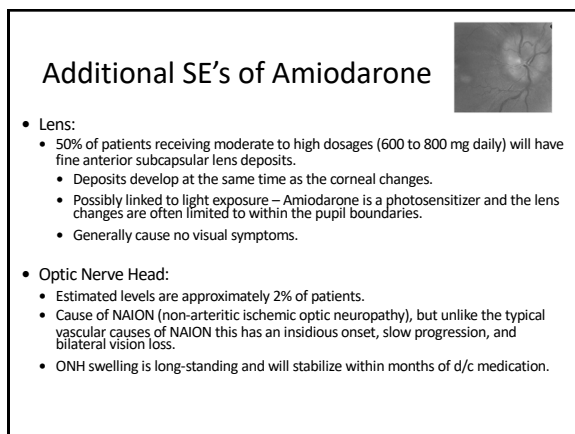 Additional SE's of Amiodarone
• Lens:
• 50% of patients receiving moderate to high dosages (600 to 800 mg daily) will have
fine anterior subcapsular lens deposits.
• Deposits develop at the same time as the corneal changes.
• Possibly linked to light exposure – Amiodarone is a photosensitizer and the lens
changes are often limited to within the pupil boundaries.
• Generally cause no visual symptoms.
• Optic Nerve Head:
• Estimated levels are approximately 2% of patients.
• Cause of NAION (non-arteritic ischemic optic neuropathy), but unlike the typical
vascular causes of NAION this has an insidious onset, slow progression, and
bilateral vision loss.
• ONH swelling is long-standing and will stabilize within months of d/c medication.